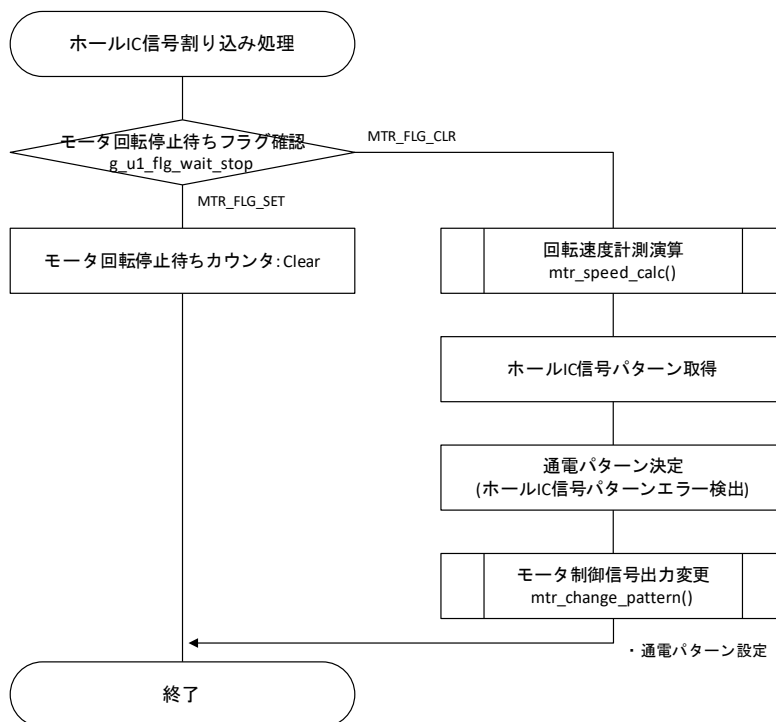 ホールIC信号割り込み処理
モータ回転停止待ちフラグ確認
g_u1_flg_wait_stop
MTR_FLG_CLR
MTR_FLG_SET
モータ回転停止待ちカウンタ:Clear
回転速度計測演算
mtr_speed_calc()
ホールIC信号パターン取得
通電パターン決定
(ホールIC信号パターンエラー検出)
モータ制御信号出力変更
mtr_change_pattern()
・通電パターン設定
終了